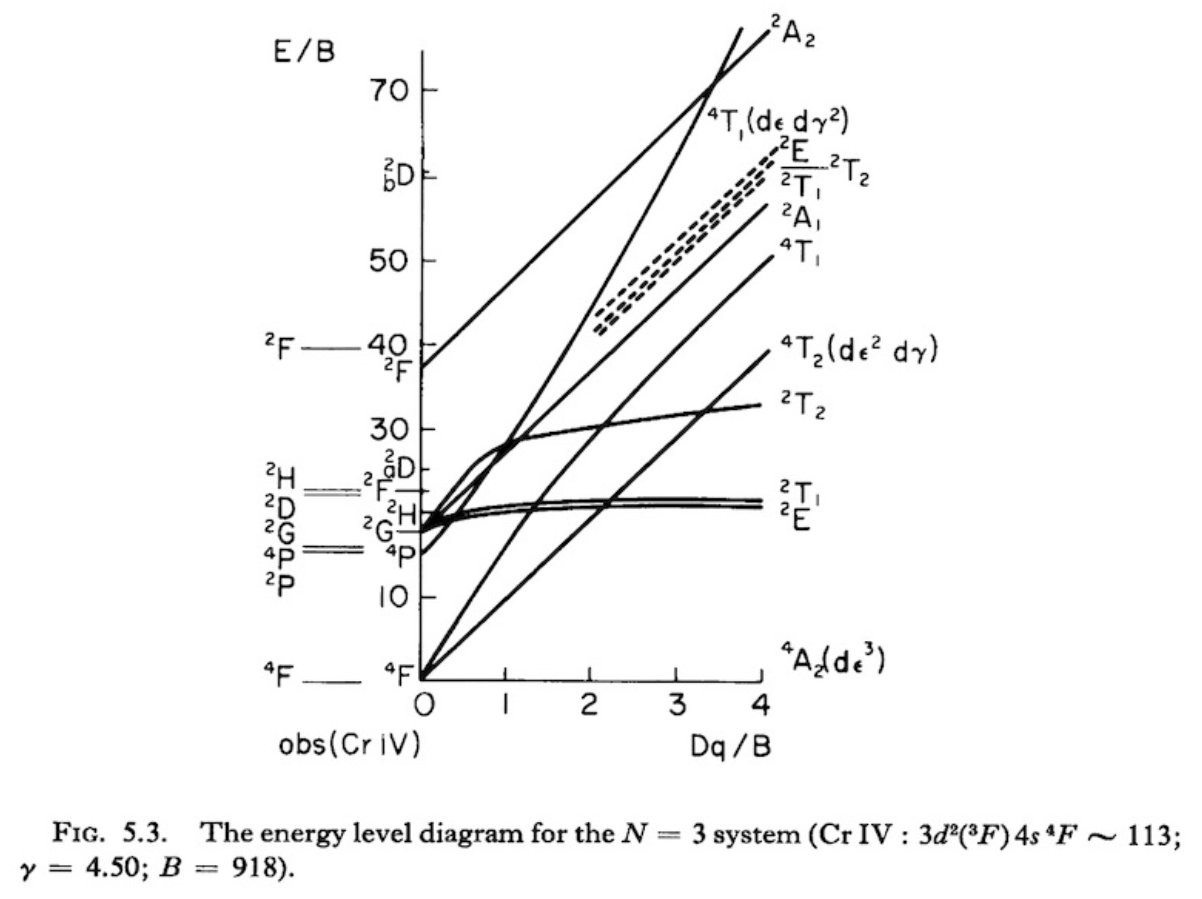 E/B
²A₂
70
⁴T₁(dϵ dγ²)
²E
²T₂
²T₁
²bD
²A₁
50
⁴T₁
²F
40
²F
⁴T₂(dϵ² dγ)
²T₂
30
²aD
²H
²F
²T₁
²D
²H
²E
²G
²G
⁴P
⁴P
²P
10
⁴F
⁴F
⁴A₂(dϵ³)
0 1 2 3 4
obs(Cr IV)
Dq/B
FIG. 5.3. The energy level diagram for the N = 3 system (Cr IV : 3d²(³F) 4s ⁴F ∼ 113;
γ = 4.50; B = 918).